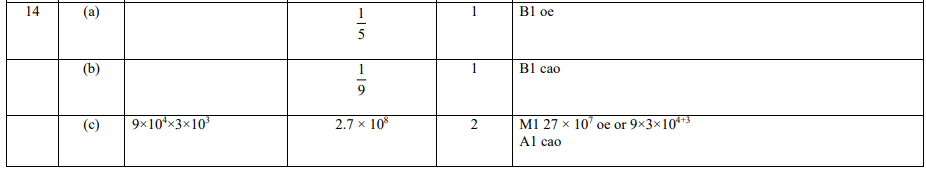 14 (a) 1/5 1 B1 oe
(b) 1/9 1 B1 cao
(c) 9×10⁴×3×10³ 2.7 × 10⁸ 2 M1 27 × 10⁷ oe or 9×3×10⁴⁺³
A1 cao